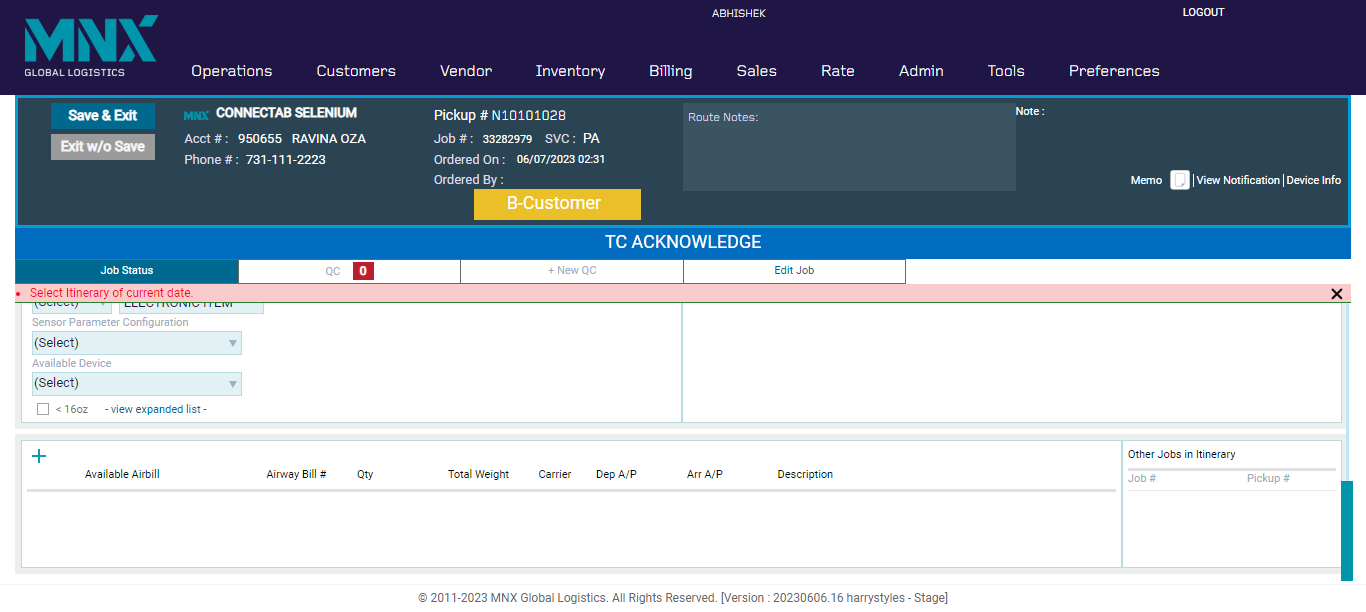 ABHISHEK
LOGOUT
MNX
GLOBAL LOGISTICS
Operations Customers Vendor Inventory Billing Sales Rate Admin Tools Preferences
Save & Exit
Exit w/o Save
MNX CONNECTAB SELENIUM
Acct # : 950655 RAVINA OZA
Phone # : 731-111-2223
Pickup # N10101028
Job # : 33282979 SVC : PA
Ordered On : 06/07/2023 02:31
Ordered By :
B-Customer
Route Notes:
Note :
Memo | View Notification | Device Info
TC ACKNOWLEDGE
Job Status QC 0 + New QC Edit Job
• Select Itinerary of current date.
(Select) ELECTRONIC ITEM
Sensor Parameter Configuration
(Select)
Available Device
(Select)
< 16oz - view expanded list -
+
Available Airbill Airway Bill # Qty Total Weight Carrier Dep A/P Arr A/P Description
Other Jobs in Itinerary
Job # Pickup #
© 2011-2023 MNX Global Logistics. All Rights Reserved. [Version : 20230606.16 harrystyles - Stage]